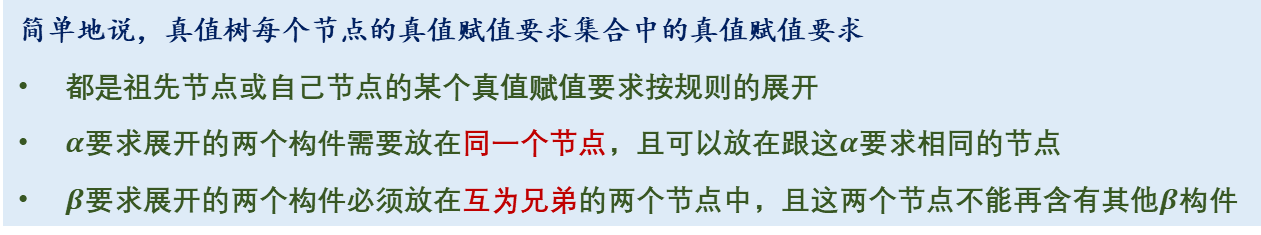 简单地说，真值树每个节点的真值赋值要求集合中的真值赋值要求
• 都是祖先节点或自己节点的某个真值赋值要求按规则的展开
• α要求展开的两个构件需要放在同一个节点，且可以放在跟这α要求相同的节点
• β要求展开的两个构件必须放在互为兄弟的两个节点中，且这两个节点不能再含有其他β构件